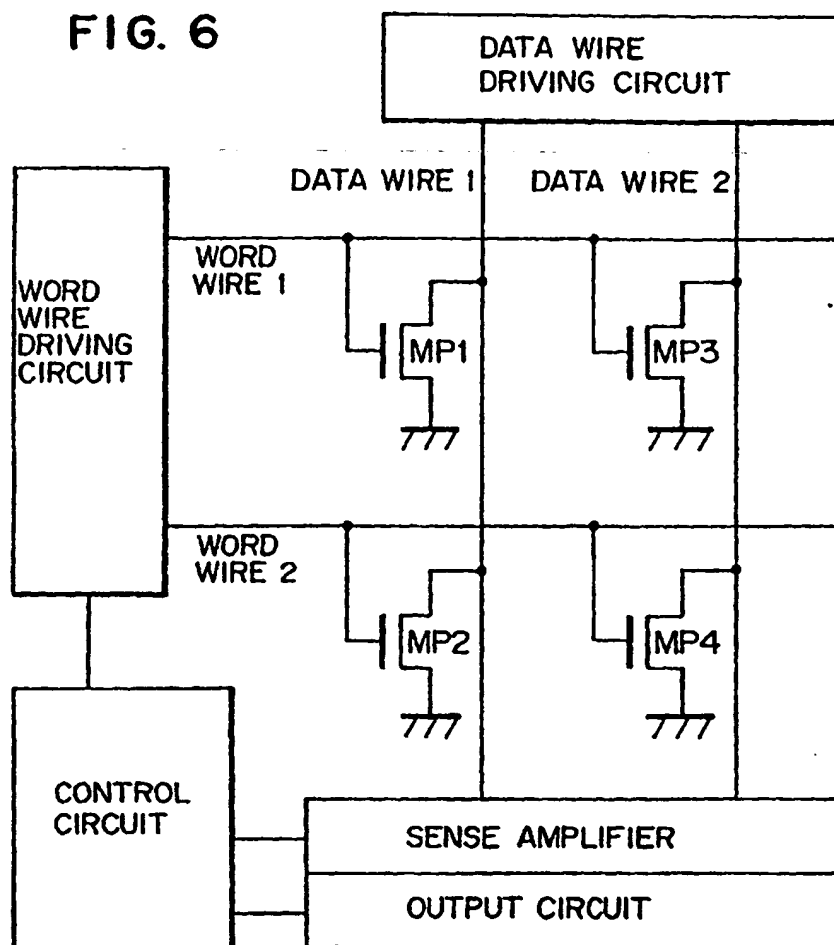 FIG. 6
DATA WIRE
DRIVING CIRCUIT
DATA WIRE 1
DATA WIRE 2
WORD
WIRE 1
WORD
WIRE
DRIVING
CIRCUIT
MP1
MP3
WORD
WIRE 2
MP2
MP4
CONTROL
CIRCUIT
SENSE AMPLIFIER
OUTPUT CIRCUIT